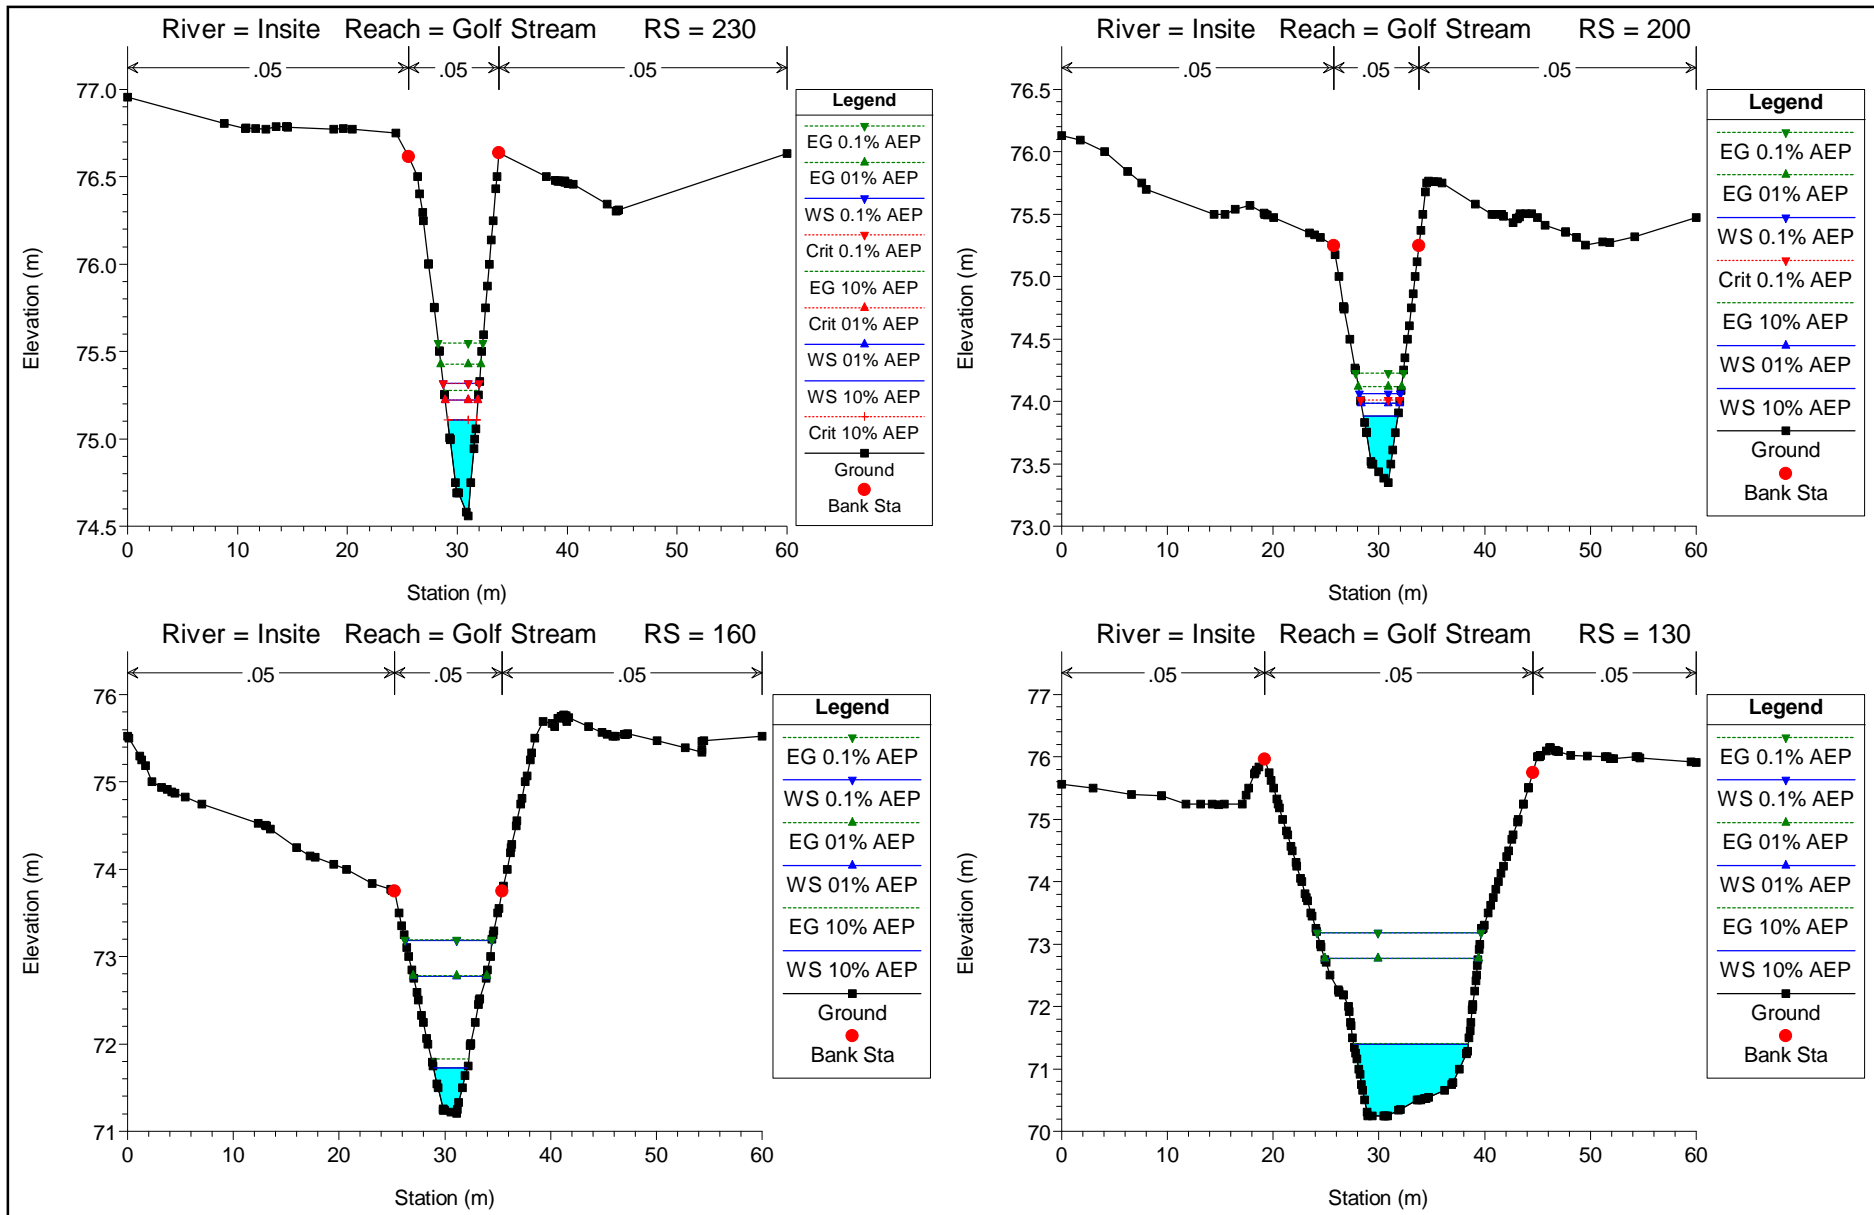 River = Insite Reach = Golf Stream RS = 230
.05 .05 .05
77.0
76.5
76.0
75.5
75.0
74.5
0 10 20 30 40 50 60
Elevation (m)
Station (m)
Legend
EG 0.1% AEP
EG 01% AEP
WS 0.1% AEP
Crit 0.1% AEP
EG 10% AEP
Crit 01% AEP
WS 01% AEP
WS 10% AEP
Crit 10% AEP
Ground
Bank Sta
River = Insite Reach = Golf Stream RS = 200
.05 .05 .05
76.5
76.0
75.5
75.0
74.5
74.0
73.5
73.0
0 10 20 30 40 50 60
Elevation (m)
Station (m)
Legend
EG 0.1% AEP
EG 01% AEP
WS 0.1% AEP
Crit 0.1% AEP
EG 10% AEP
WS 01% AEP
WS 10% AEP
Ground
Bank Sta
River = Insite Reach = Golf Stream RS = 160
.05 .05 .05
76
75
74
73
72
71
0 10 20 30 40 50 60
Elevation (m)
Station (m)
Legend
EG 0.1% AEP
WS 0.1% AEP
EG 01% AEP
WS 01% AEP
EG 10% AEP
WS 10% AEP
Ground
Bank Sta
River = Insite Reach = Golf Stream RS = 130
.05 .05 .05
77
76
75
74
73
72
71
70
0 10 20 30 40 50 60
Elevation (m)
Station (m)
Legend
EG 0.1% AEP
WS 0.1% AEP
EG 01% AEP
WS 01% AEP
EG 10% AEP
WS 10% AEP
Ground
Bank Sta